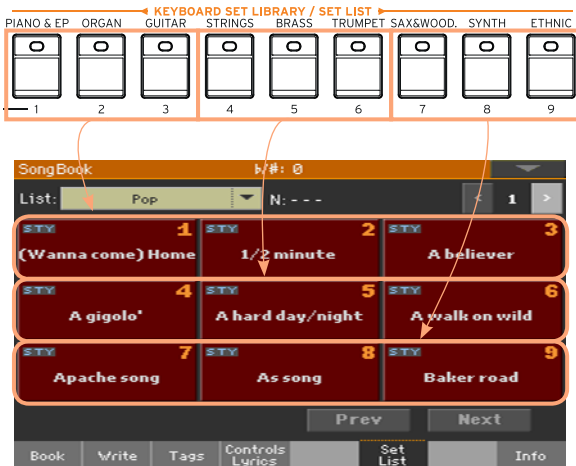 KEYBOARD SET LIBRARY / SET LIST
PIANO & EP ORGAN GUITAR STRINGS BRASS TRUMPET SAX&WOOD. SYNTH ETHNIC
1 2 3 4 5 6 7 8 9
SongBook ♭/#: 0
List: Pop N: - - - < 1 >
STY 1 STY 2 STY 3
(Wanna come) Home 1/2 minute A believer
STY 4 STY 5 STY 6
A gigolo' A hard day/night A walk on wild
STY 7 STY 8 STY 9
Apache song As song Baker road
Prev Next
Book Write Tags Controls Lyrics Set List Info